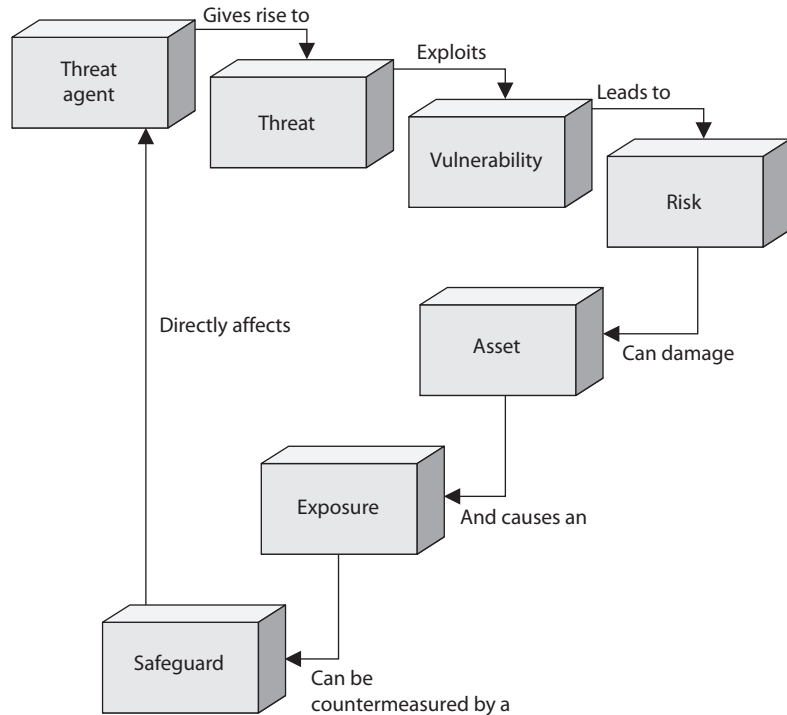 Gives rise to
Threat
agent
Exploits
Threat
Leads to
Vulnerability
Risk
Directly affects
Asset
Can damage
Exposure
And causes an
Safeguard
Can be
countermeasured by a